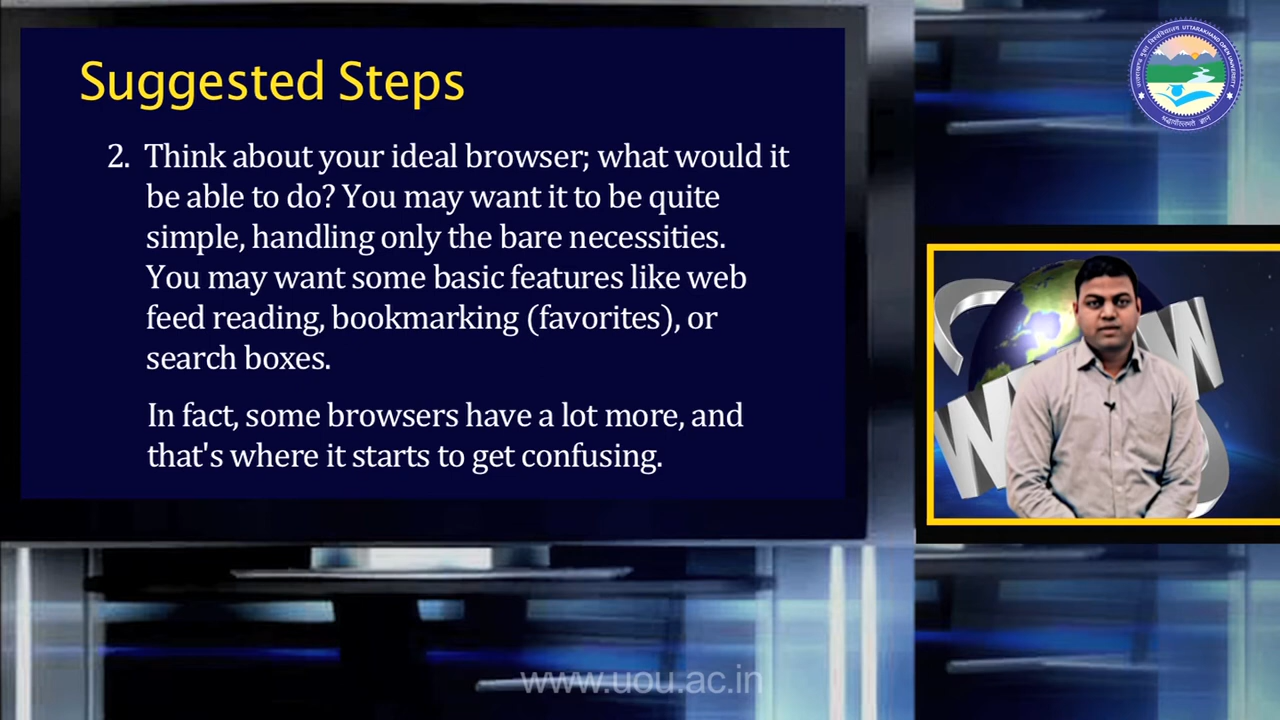 Suggested Steps
2. Think about your ideal browser; what would it
be able to do? You may want it to be quite
simple, handling only the bare necessities.
You may want some basic features like web
feed reading, bookmarking (favorites), or
search boxes.
In fact, some browsers have a lot more, and
that's where it starts to get confusing.
UTTARAKHAND OPEN UNIVERSITY
W
W
www.uou.ac.in